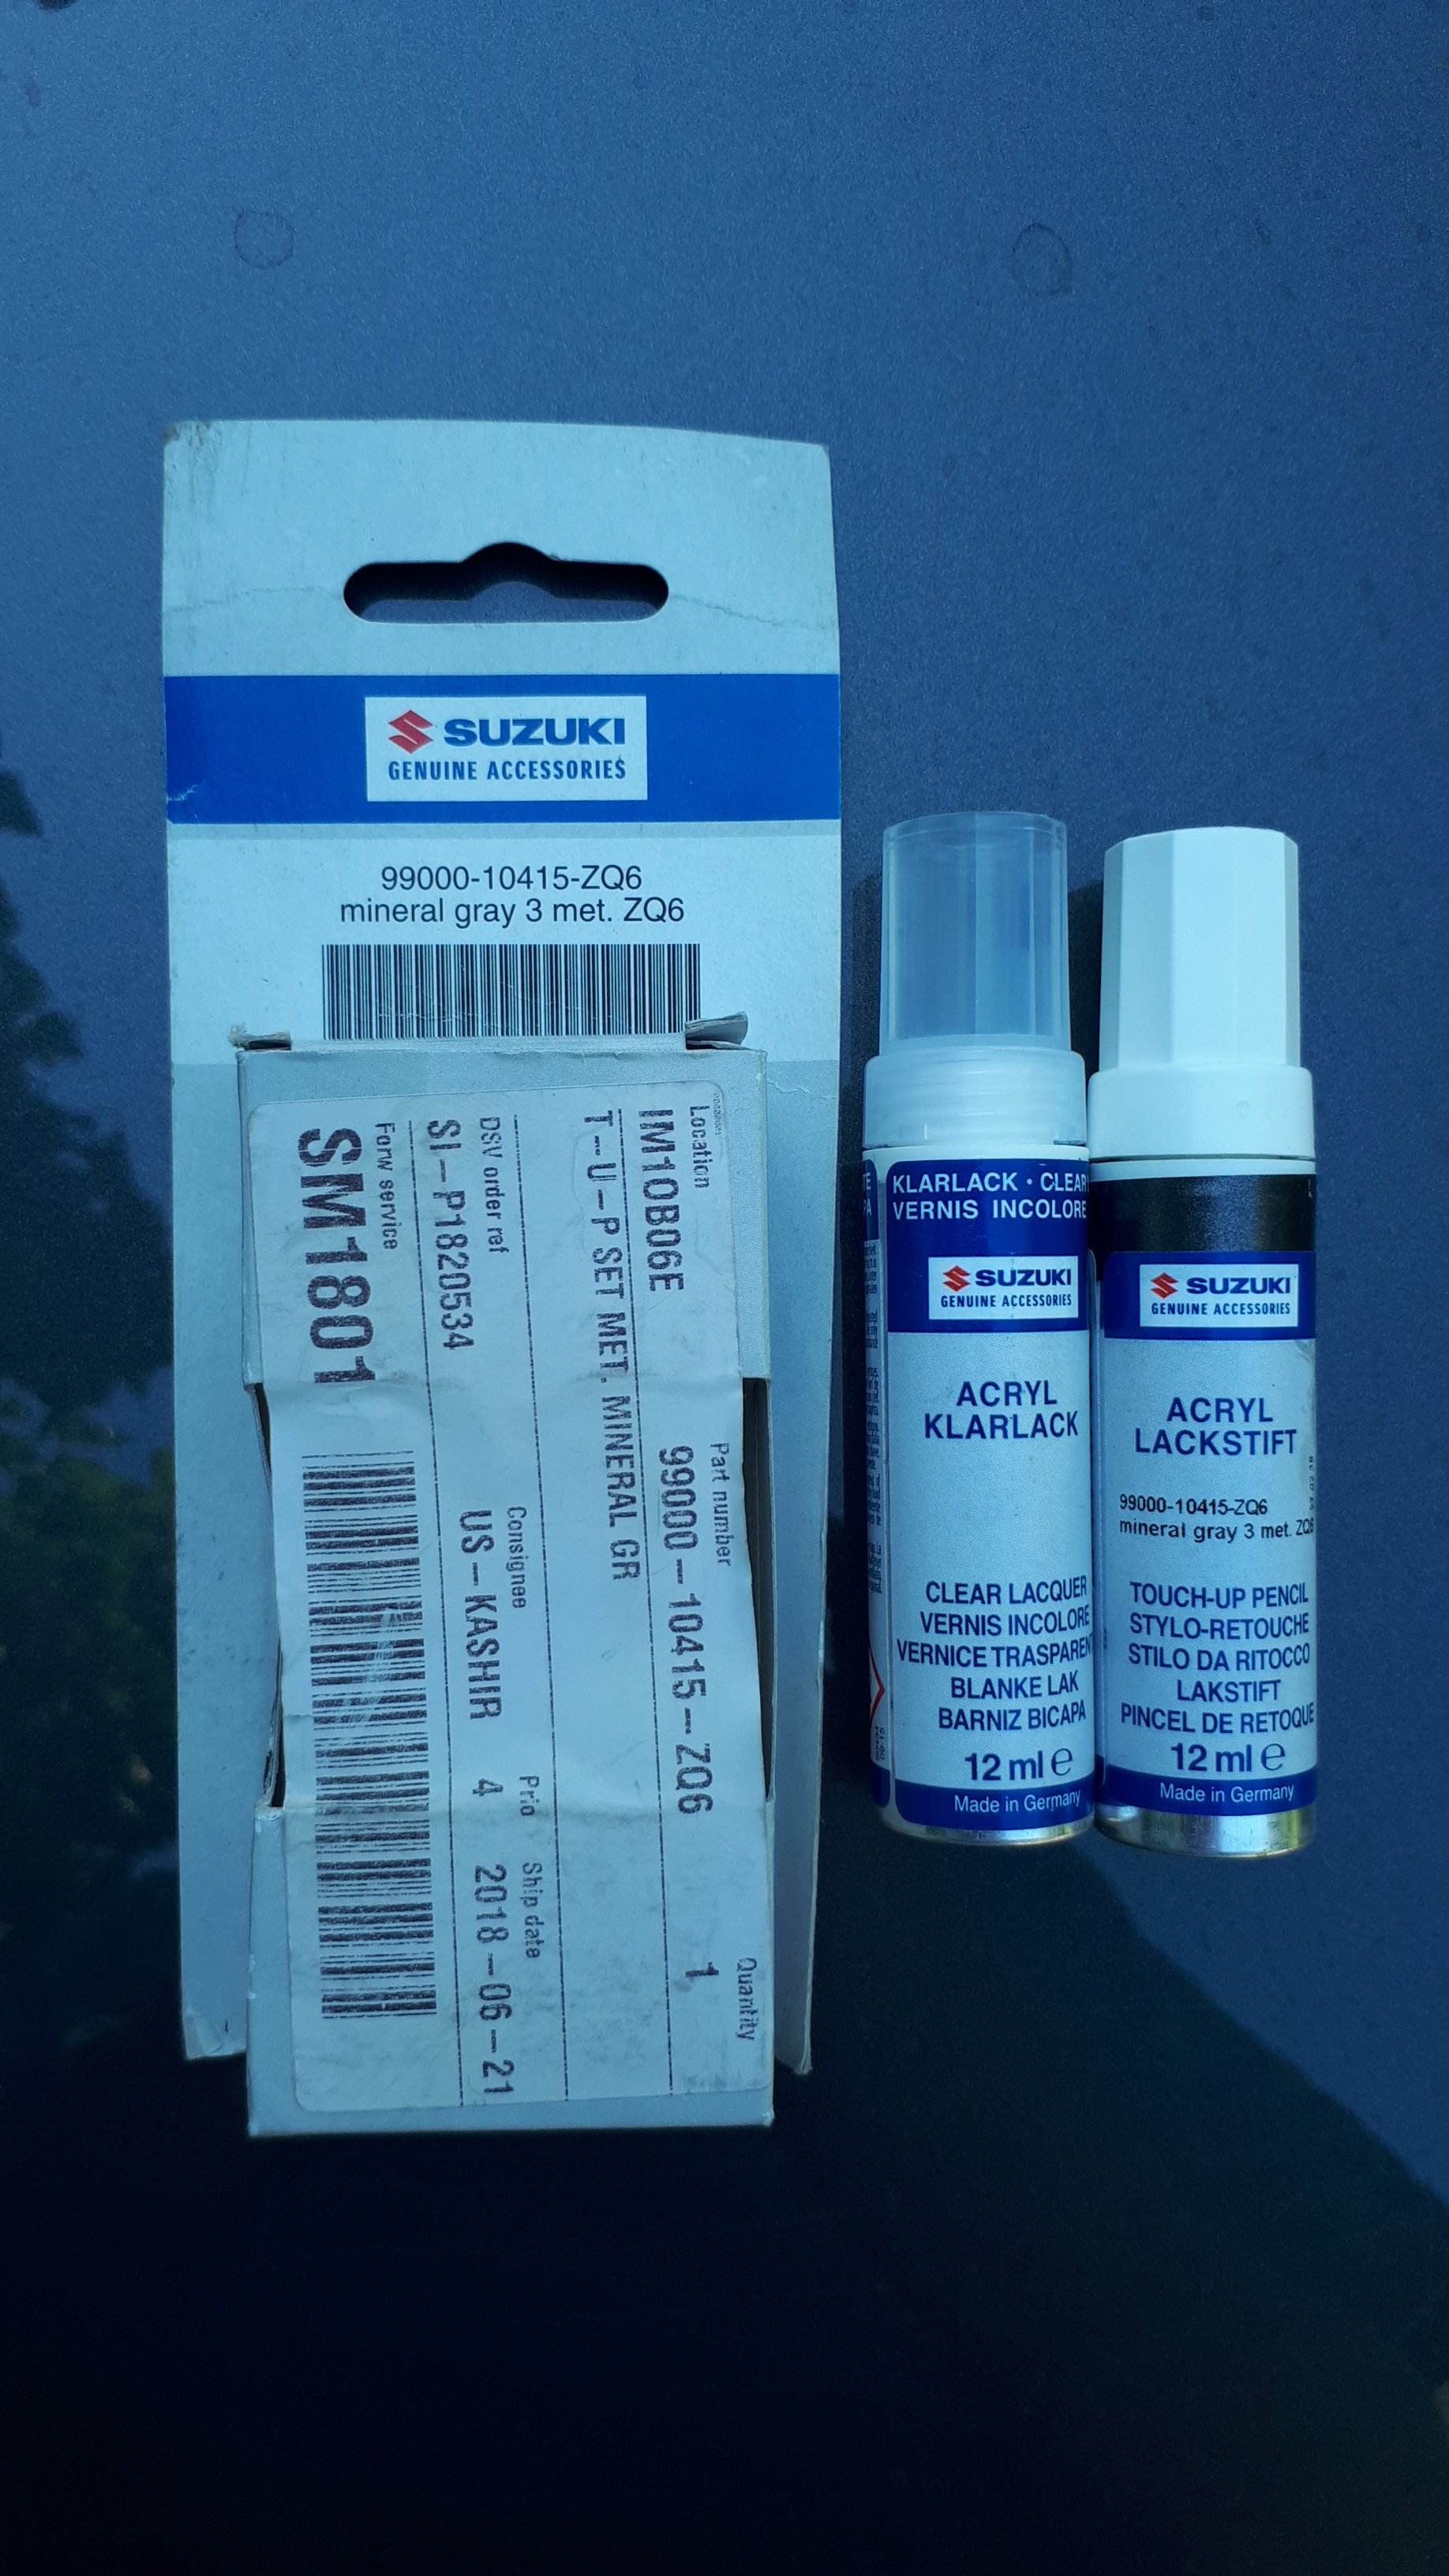 SUZUKI
GENUINE ACCESSORIES
99000-10415-ZQ6
mineral gray 3 met. ZQ6
Location
IM10B06E
Part number
99000-10415-ZQ6
Quantity
1
T-U-P SET MET. MINERAL GR
DSV order ref
SI-P1820534
Consignee
US-KASHIR
Prio
4
Ship date
2018-06-21
Forw service
SM1801
KLARLACK · CLEAR
VERNIS INCOLORE
SUZUKI
GENUINE ACCESSORIES
ACRYL
KLARLACK
CLEAR LACQUER
VERNIS INCOLORE
VERNICE TRASPAREN
BLANKE LAK
BARNIZ BICAPA
12 ml e
Made in Germany
SUZUKI
GENUINE ACCESSORIES
ACRYL
LACKSTIFT
99000-10415-ZQ6
mineral gray 3 met. ZQ6
TOUCH-UP PENCIL
STYLO-RETOUCHE
STILO DA RITOCCO
LAKSTIFT
PINCEL DE RETOQUE
12 ml e
Made in Germany